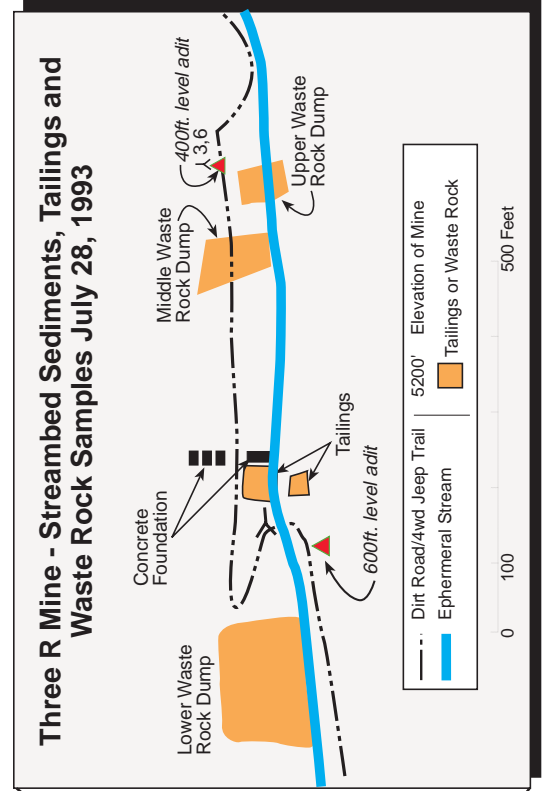 Three R Mine - Streambed Sediments, Tailings and
Waste Rock Samples July 28, 1993
Lower Waste
Rock Dump
Concrete
Foundation
Middle Waste
Rock Dump
400ft. level adit
3,6
Upper Waste
Rock Dump
Tailings
600ft. level adit
Dirt Road/4wd Jeep Trail
Ephemeral Stream
5200' Elevation of Mine
Tailings or Waste Rock
0 100 500 Feet